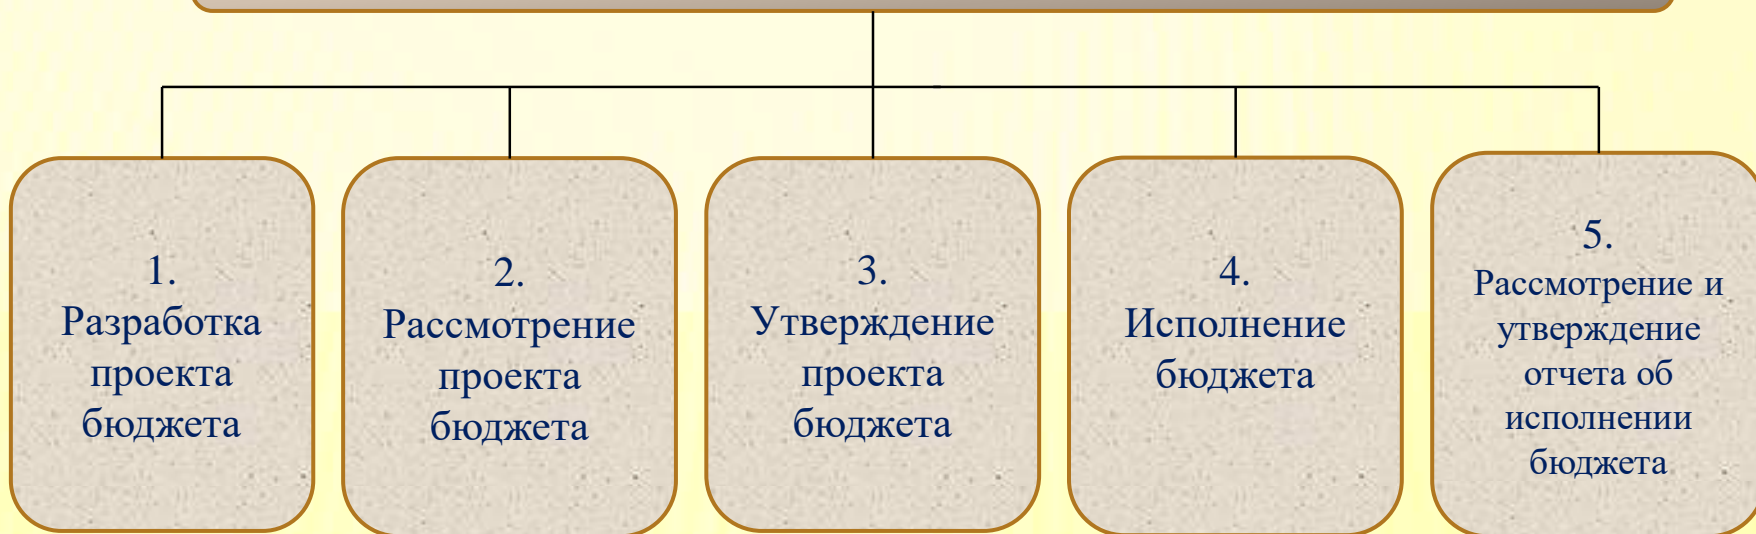 1.
Разработка
проекта
бюджета
2.
Рассмотрение
проекта
бюджета
3.
Утверждение
проекта
бюджета
4.
Исполнение
бюджета
5.
Рассмотрение и
утверждение
отчета об
исполнении
бюджета